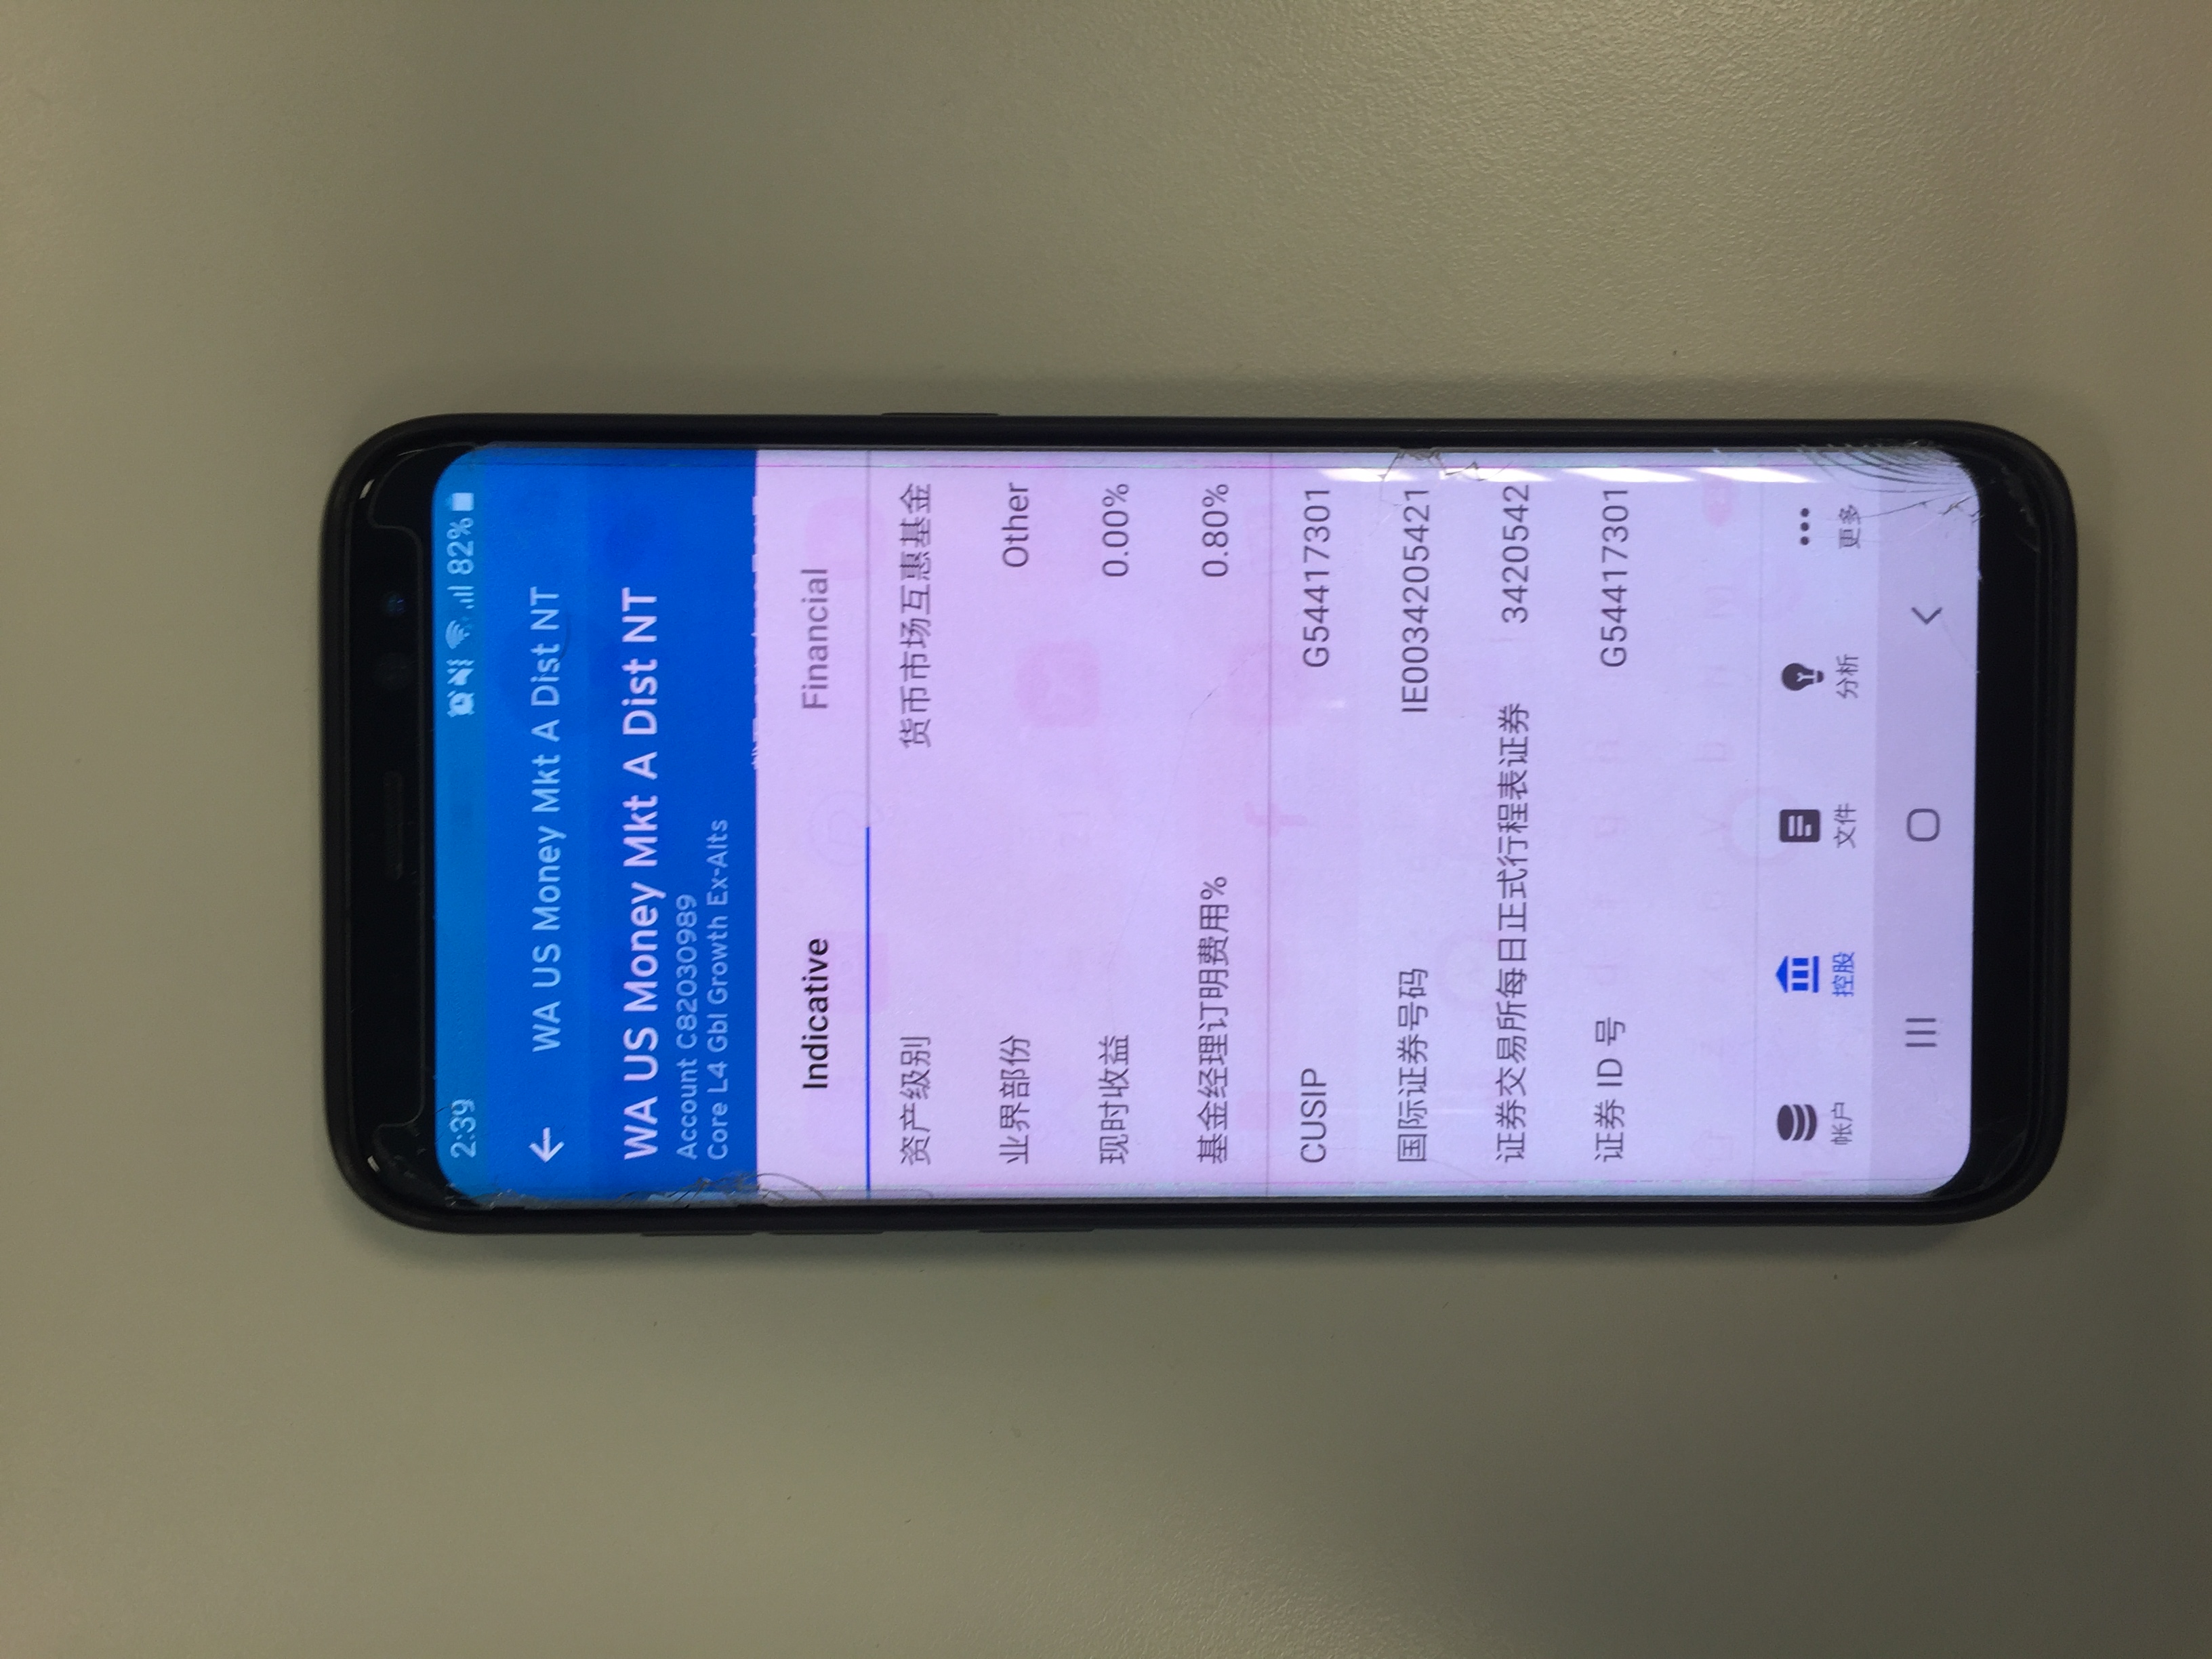 2:39
82%
WA US Money Mkt A Dist NT
WA US Money Mkt A Dist NT
Account C82030989
Core L4 Gbl Growth Ex-Alts
Indicative Financial
资产级别 货币市场互惠基金
业界部份 Other
现时收益 0.00%
基金经理订明费用% 0.80%
CUSIP G54417301
国际证券号码 IE0034205421
证券交易所每日正式行程表证券 3420542
证券 ID 号 G54417301
帐户 控股 文件 分析 更多